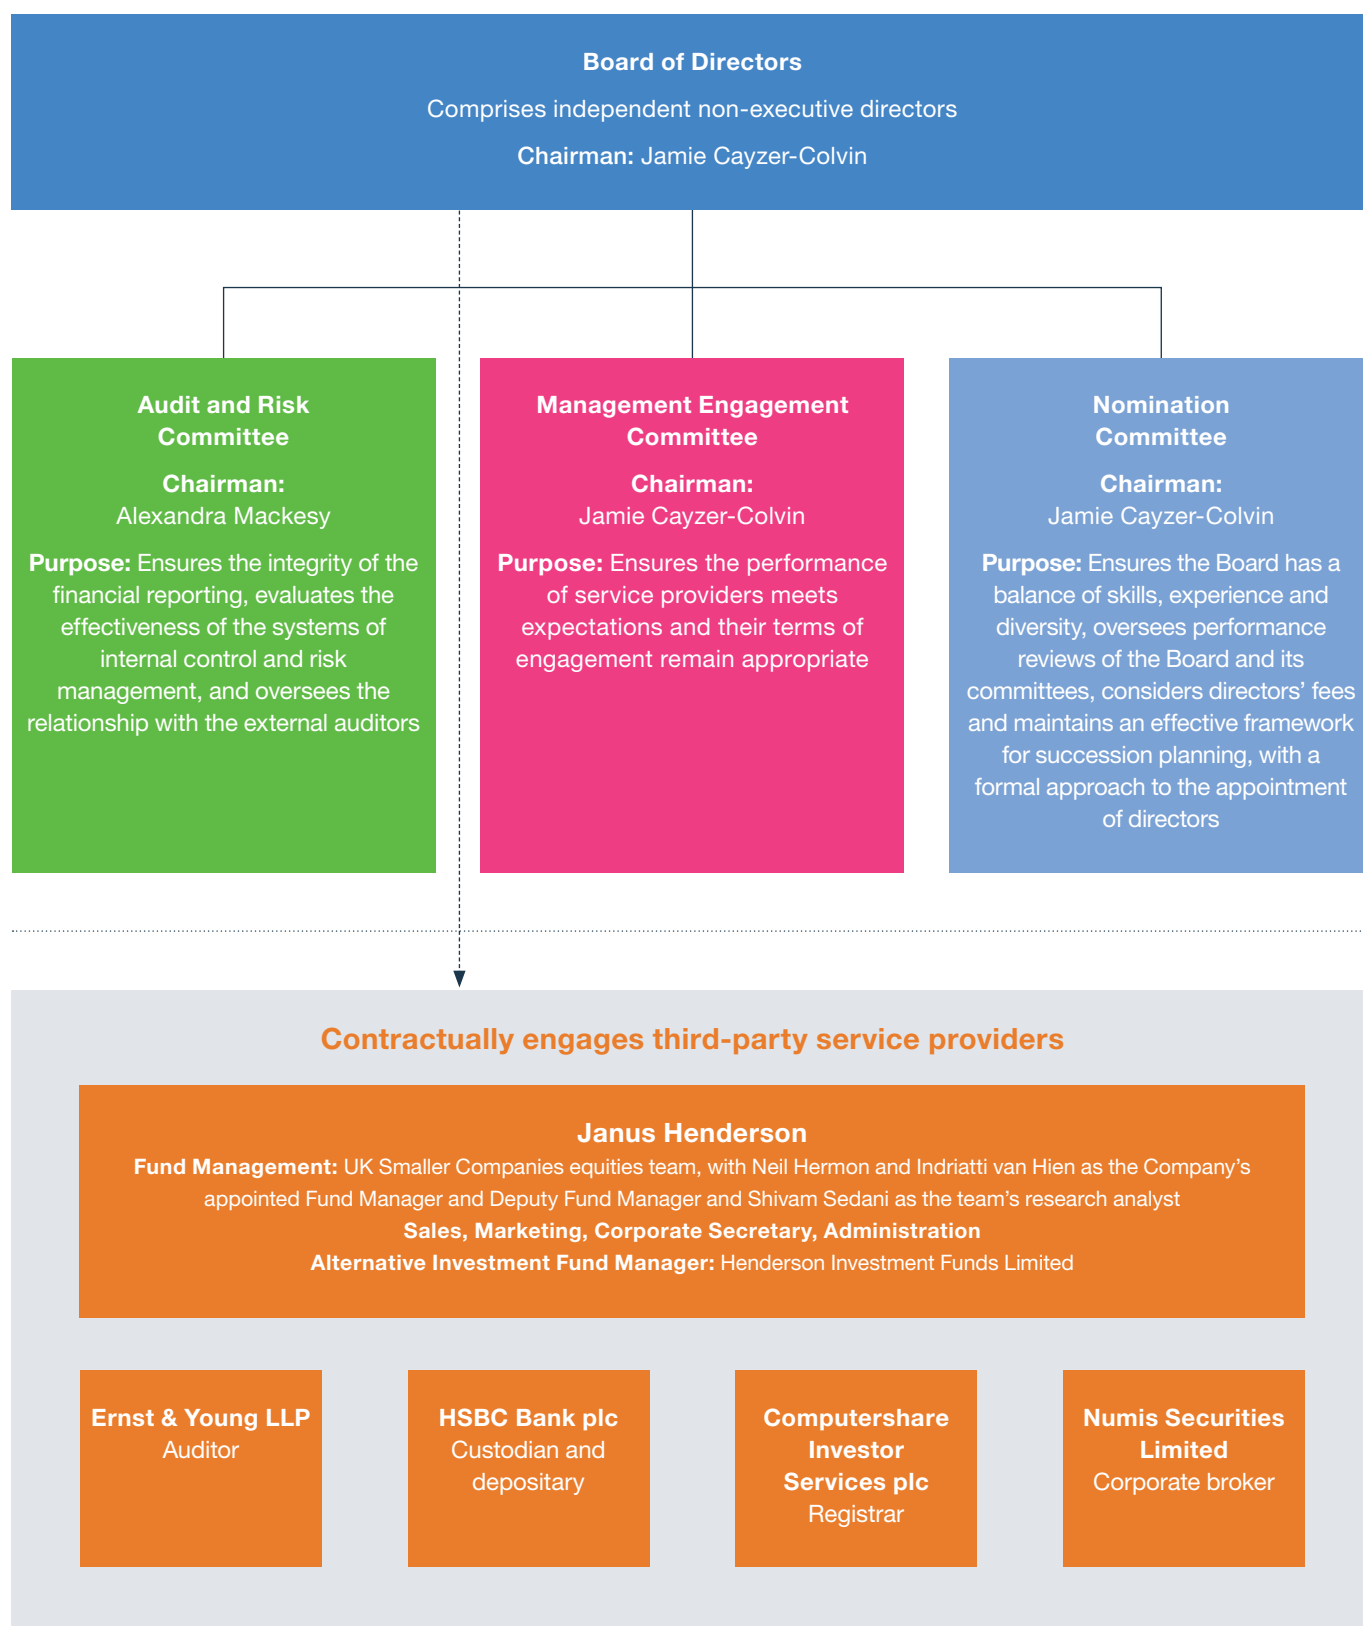 Board of Directors
Comprises independent non-executive directors
Chairman: Jamie Cayzer-Colvin
Audit and Risk
Committee
Chairman:
Alexandra Mackesy
Purpose: Ensures the integrity of the
financial reporting, evaluates the
effectiveness of the systems of
internal control and risk
management, and oversees the
relationship with the external auditors
Management Engagement
Committee
Chairman:
Jamie Cayzer-Colvin
Purpose: Ensures the performance
of service providers meets
expectations and their terms of
engagement remain appropriate
Nomination
Committee
Chairman:
Jamie Cayzer-Colvin
Purpose: Ensures the Board has a
balance of skills, experience and
diversity, oversees performance
reviews of the Board and its
committees, considers directors’ fees
and maintains an effective framework
for succession planning, with a
formal approach to the appointment
of directors
Contractually engages third-party service providers
Janus Henderson
Fund Management: UK Smaller Companies equities team, with Neil Hermon and Indriatti van Hien as the Company’s
appointed Fund Manager and Deputy Fund Manager and Shivam Sedani as the team’s research analyst
Sales, Marketing, Corporate Secretary, Administration
Alternative Investment Fund Manager: Henderson Investment Funds Limited
Ernst & Young LLP
Auditor
HSBC Bank plc
Custodian and
depositary
Computershare
Investor
Services plc
Registrar
Numis Securities
Limited
Corporate broker